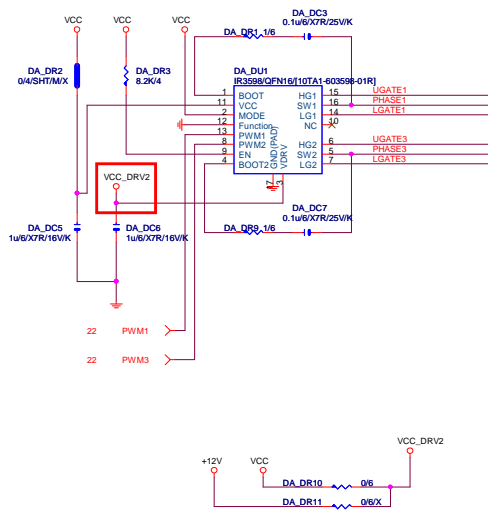 DA_DC3
0.1u/6/X7R/25V/K
VCC
VCC
VCC
DA_DR1 1/6
DA_DR2
0/4/SHT/M/X
DA_DR3
8.2K/4
DA_DU1
IR3598/QFN16/[10TA1-603598-01R]
1 BOOT HG1 15 UGATE1
11 VCC SW1 16 PHASE1
2 MODE LG1 14 LGATE1
12 Function NC 10
13 PWM1
8 PWM2 HG2 6 UGATE3
9 EN SW2 5 PHASE3
4 BOOT2 LG2 7 LGATE3
GND(PAD)
VDRV
17
3
VCC_DRV2
DA_DC5
1u/6/X7R/16V/K
DA_DC6
1u/6/X7R/16V/K
DA_DC7
0.1u/6/X7R/25V/K
DA_DR9 1/6
22 PWM1
22 PWM3
VCC_DRV2
+12V
VCC
DA_DR10 0/6
DA_DR11 0/6/X